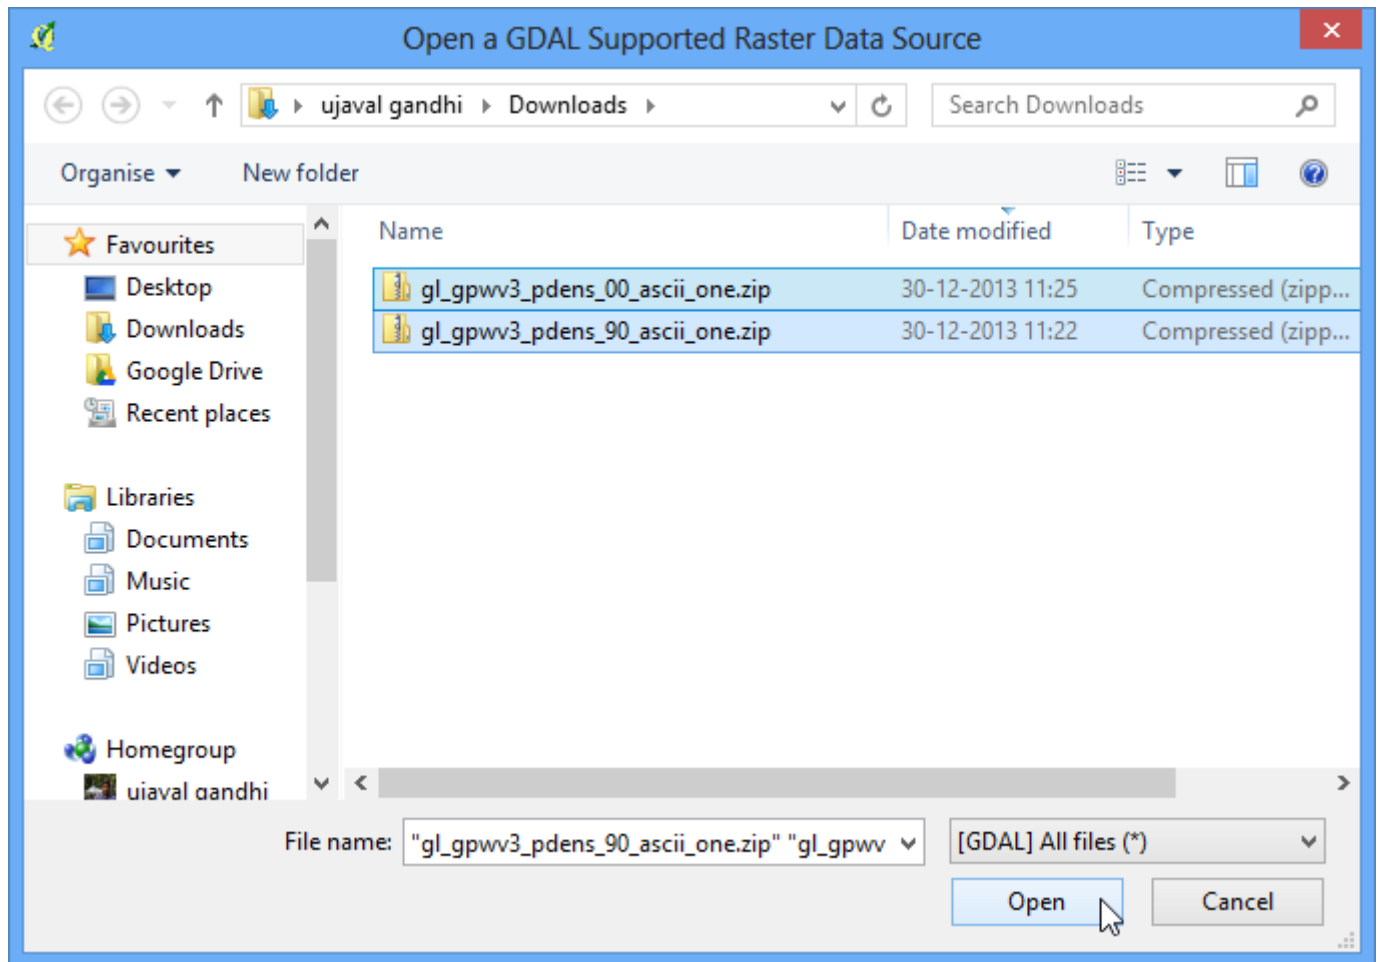 Open a GDAL Supported Raster Data Source
ujaval gandhi Downloads
Search Downloads
Organise New folder
Name Date modified Type
Favourites
Desktop
Downloads
Google Drive
Recent places
Libraries
Documents
Music
Pictures
Videos
Homegroup
ujaval gandhi
gl_gpwv3_pdens_00_ascii_one.zip 30-12-2013 11:25 Compressed (zipp...
gl_gpwv3_pdens_90_ascii_one.zip 30-12-2013 11:22 Compressed (zipp...
File name: "gl_gpwv3_pdens_90_ascii_one.zip" "gl_gpwv
[GDAL] All files (*)
Open Cancel